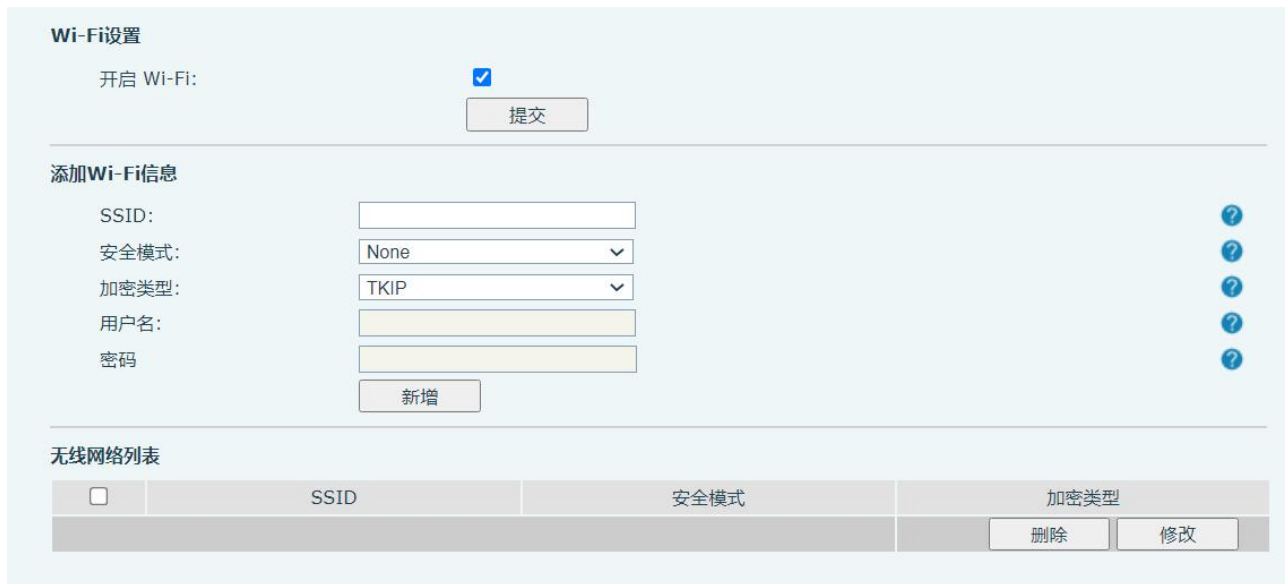 Wi-Fi设置
开启 Wi-Fi:
提交
添加Wi-Fi信息
SSID:
安全模式: None
加密类型: TKIP
用户名:
密码
新增
无线网络列表
SSID 安全模式 加密类型
删除 修改